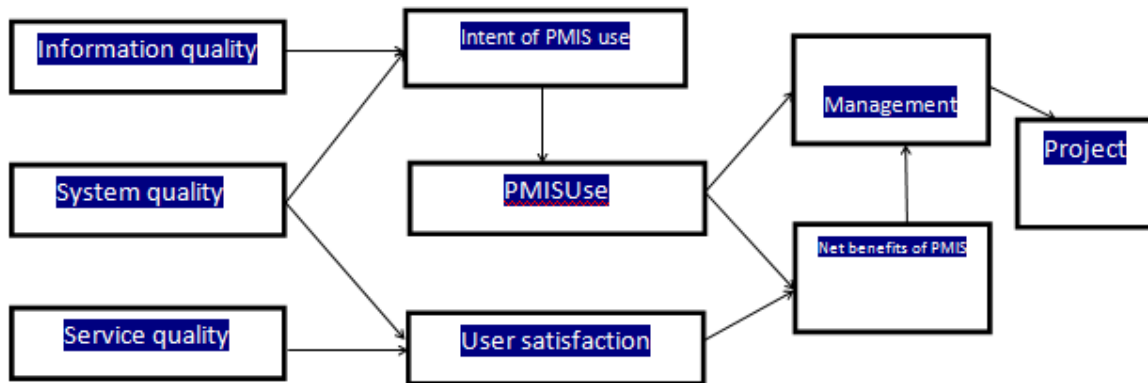 Information quality
Intent of PMIS use
Management
Project
System quality
PMISUse
Net benefits of PMIS
Service quality
User satisfaction